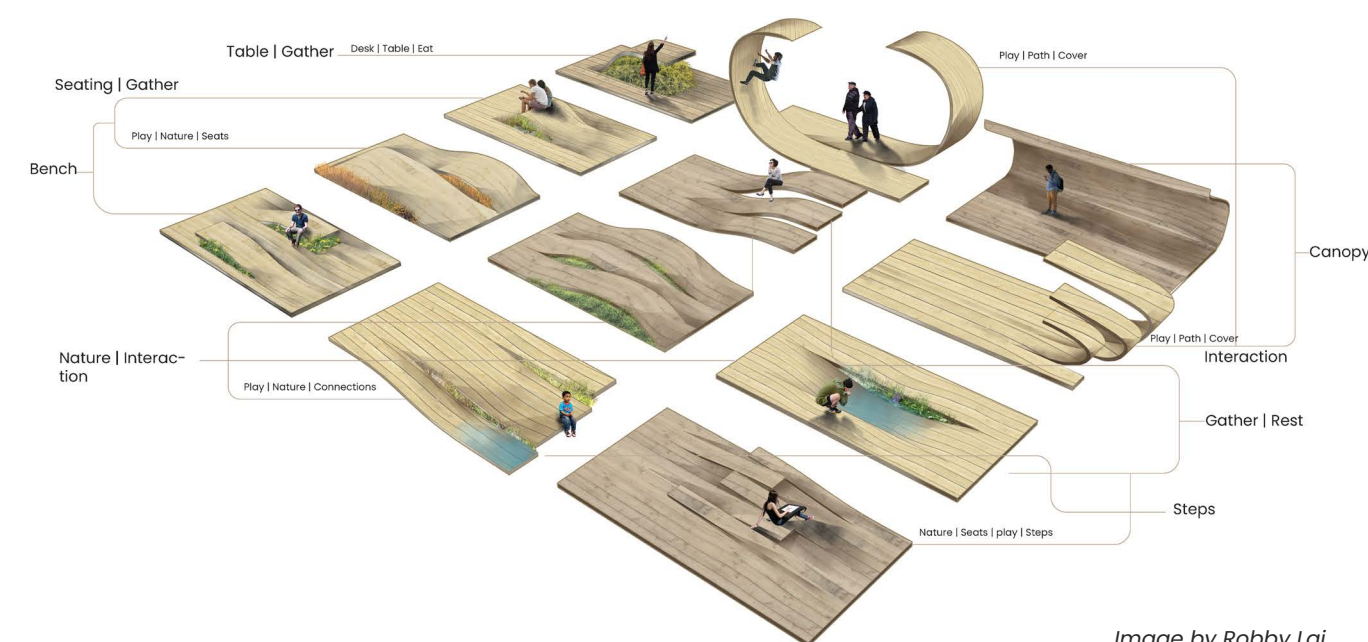 Table | Gather
Desk | Table | Eat
Play | Path | Cover
Seating | Gather
Play | Nature | Seats
Bench
Canopy
Play | Path | Cover
Interaction
Nature | Interac-
tion
Play | Nature | Connections
Gather | Rest
Steps
Nature | Seats | play | Steps
Image by Robby Lai